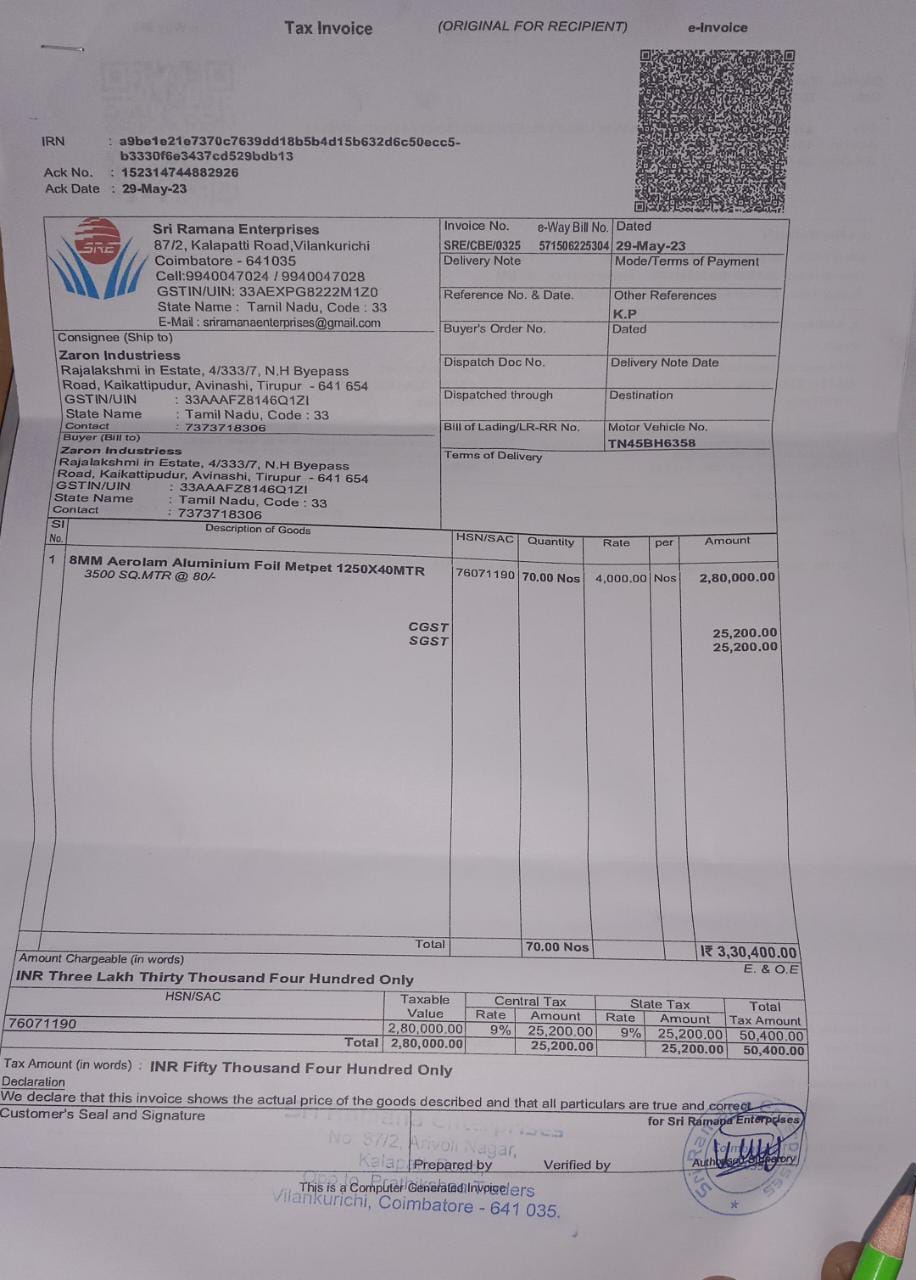 Tax Invoice (ORIGINAL FOR RECIPIENT) e-Invoice
IRN : a9be1e21e7370c7639dd18b5b4d15b632d6c50ecc5-
b3330f6e3437cd529bdb13
Ack No. : 152314744882926
Ack Date : 29-May-23
SRE
Sri Ramana Enterprises
87/2, Kalapatti Road,Vilankurichi
Coimbatore - 641035
Cell:9940047024 / 9940047028
GSTIN/UIN: 33AEXPG8222M1Z0
State Name : Tamil Nadu, Code : 33
E-Mail : sriramanaenterprises@gmail.com
Invoice No. e-Way Bill No. Dated
SRE/CBE/0325 571506225304 29-May-23
Delivery Note Mode/Terms of Payment
Reference No. & Date. Other References
K.P
Buyer's Order No. Dated
Dispatch Doc No. Delivery Note Date
Dispatched through Destination
Bill of Lading/LR-RR No. Motor Vehicle No.
TN45BH6358
Terms of Delivery
Consignee (Ship to)
Zaron Industriess
Rajalakshmi in Estate, 4/333/7, N.H Byepass
Road, Kaikattipudur, Avinashi, Tirupur - 641 654
GSTIN/UIN : 33AAAFZ8146Q1ZI
State Name : Tamil Nadu, Code : 33
Contact : 7373718306
Buyer (Bill to)
Zaron Industriess
Rajalakshmi in Estate, 4/333/7, N.H Byepass
Road, Kaikattipudur, Avinashi, Tirupur - 641 654
GSTIN/UIN : 33AAAFZ8146Q1ZI
State Name : Tamil Nadu, Code : 33
Contact : 7373718306
Sl No. Description of Goods HSN/SAC Quantity Rate per Amount
1 8MM Aerolam Aluminium Foil Metpet 1250X40MTR 76071190 70.00 Nos 4,000.00 Nos 2,80,000.00
3500 SQ.MTR @ 80/-
CGST 25,200.00
SGST 25,200.00
Total 70.00 Nos I₹ 3,30,400.00
Amount Chargeable (in words) E. & O.E
INR Three Lakh Thirty Thousand Four Hundred Only
HSN/SAC Taxable Value Central Tax State Tax Total Tax Amount
Rate Amount Rate Amount
76071190 2,80,000.00 9% 25,200.00 9% 25,200.00 50,400.00
Total 2,80,000.00 25,200.00 25,200.00 50,400.00
Tax Amount (in words) : INR Fifty Thousand Four Hundred Only
Declaration
We declare that this invoice shows the actual price of the goods described and that all particulars are true and correct
Customer's Seal and Signature
for Sri Ramana Enterprises
Sri Ramana Enterprises
No: 87/2, Arivoli Nagar,
Prepared by Verified by Authorised Signatory
This is a Computer Generated Invoice
Vilankurichi, Coimbatore - 641 035.